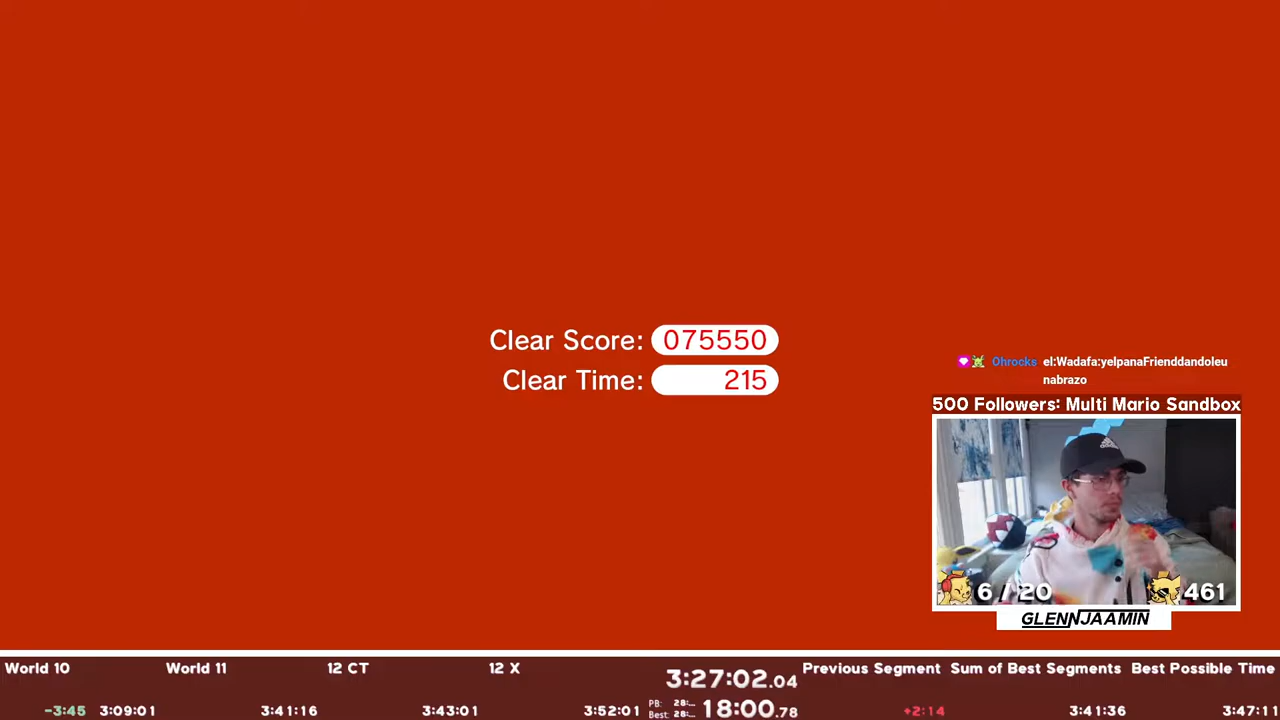 Clear Score: 075550
Clear Time: 215
Ohrocks el:Wadafa:yelpanaFrienddandoleu
nabrazo
500 Followers: Multi Mario Sandbox
6 / 20 461
GLENNJAAMIN
World 10 World 11 12 CT 12 X 3:27:02.04 Previous Segment Sum of Best Segments Best Possible Time
-3:45 3:09:01 3:41:16 3:43:01 3:52:01 PB: 28:... Best: 28:... 18:00.78 +2:14 3:41:36 3:47:11